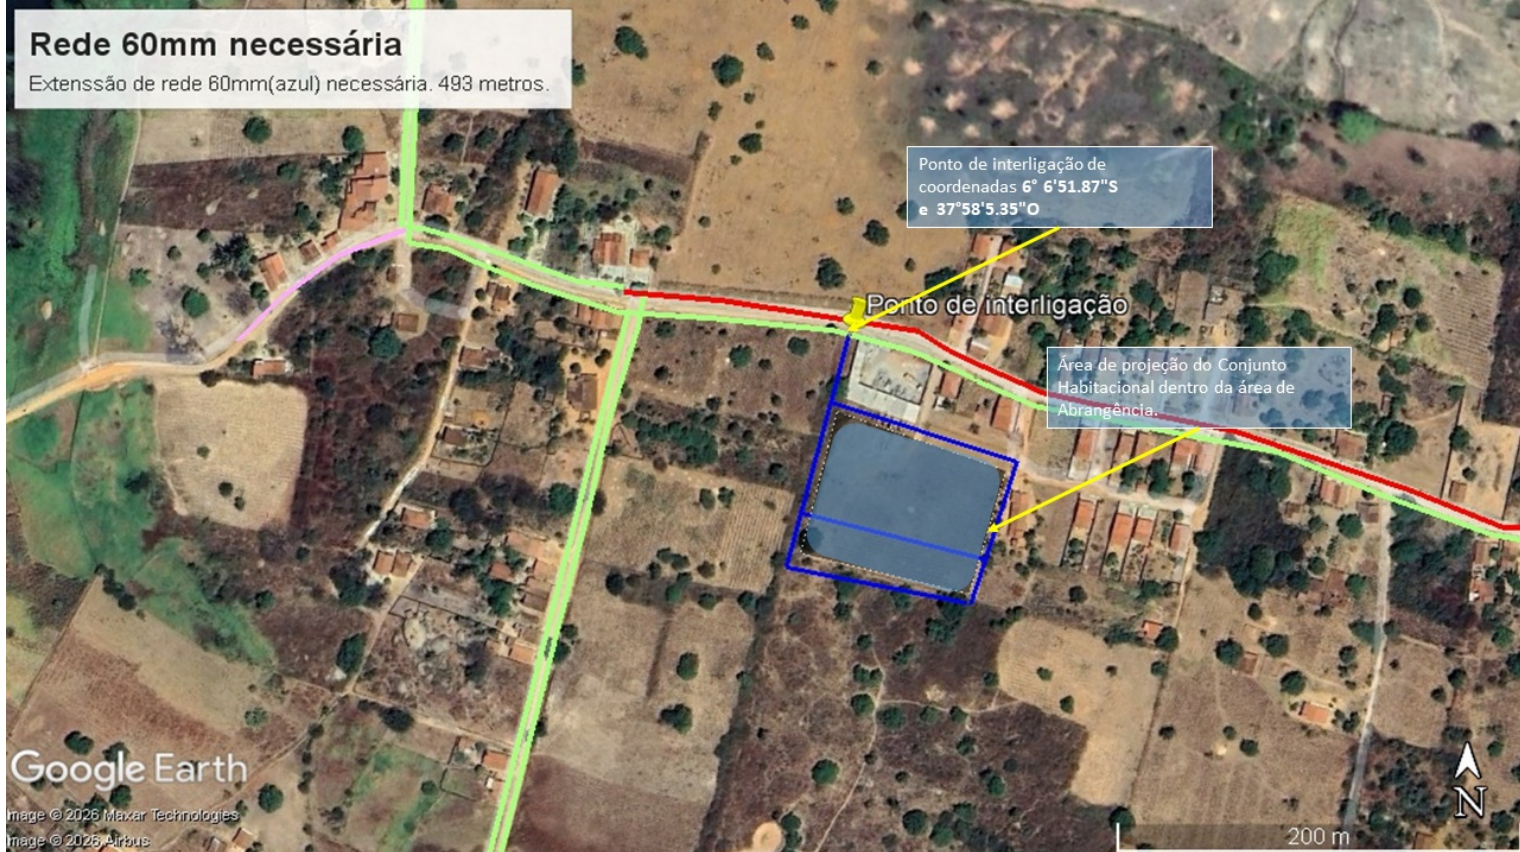 Rede 60mm necessária
Extenssão de rede 60mm(azul) necessária. 493 metros.
Ponto de interligação de
coordenadas 6° 6'51.87"S
e 37°58'5.35"O
Ponto de interligação
Área de projeção do Conjunto
Habitacional dentro da área de
Abrangência.
Google Earth
mage © 2026 Maxar Technologies
mage © 2026 Airbus
200 m
N